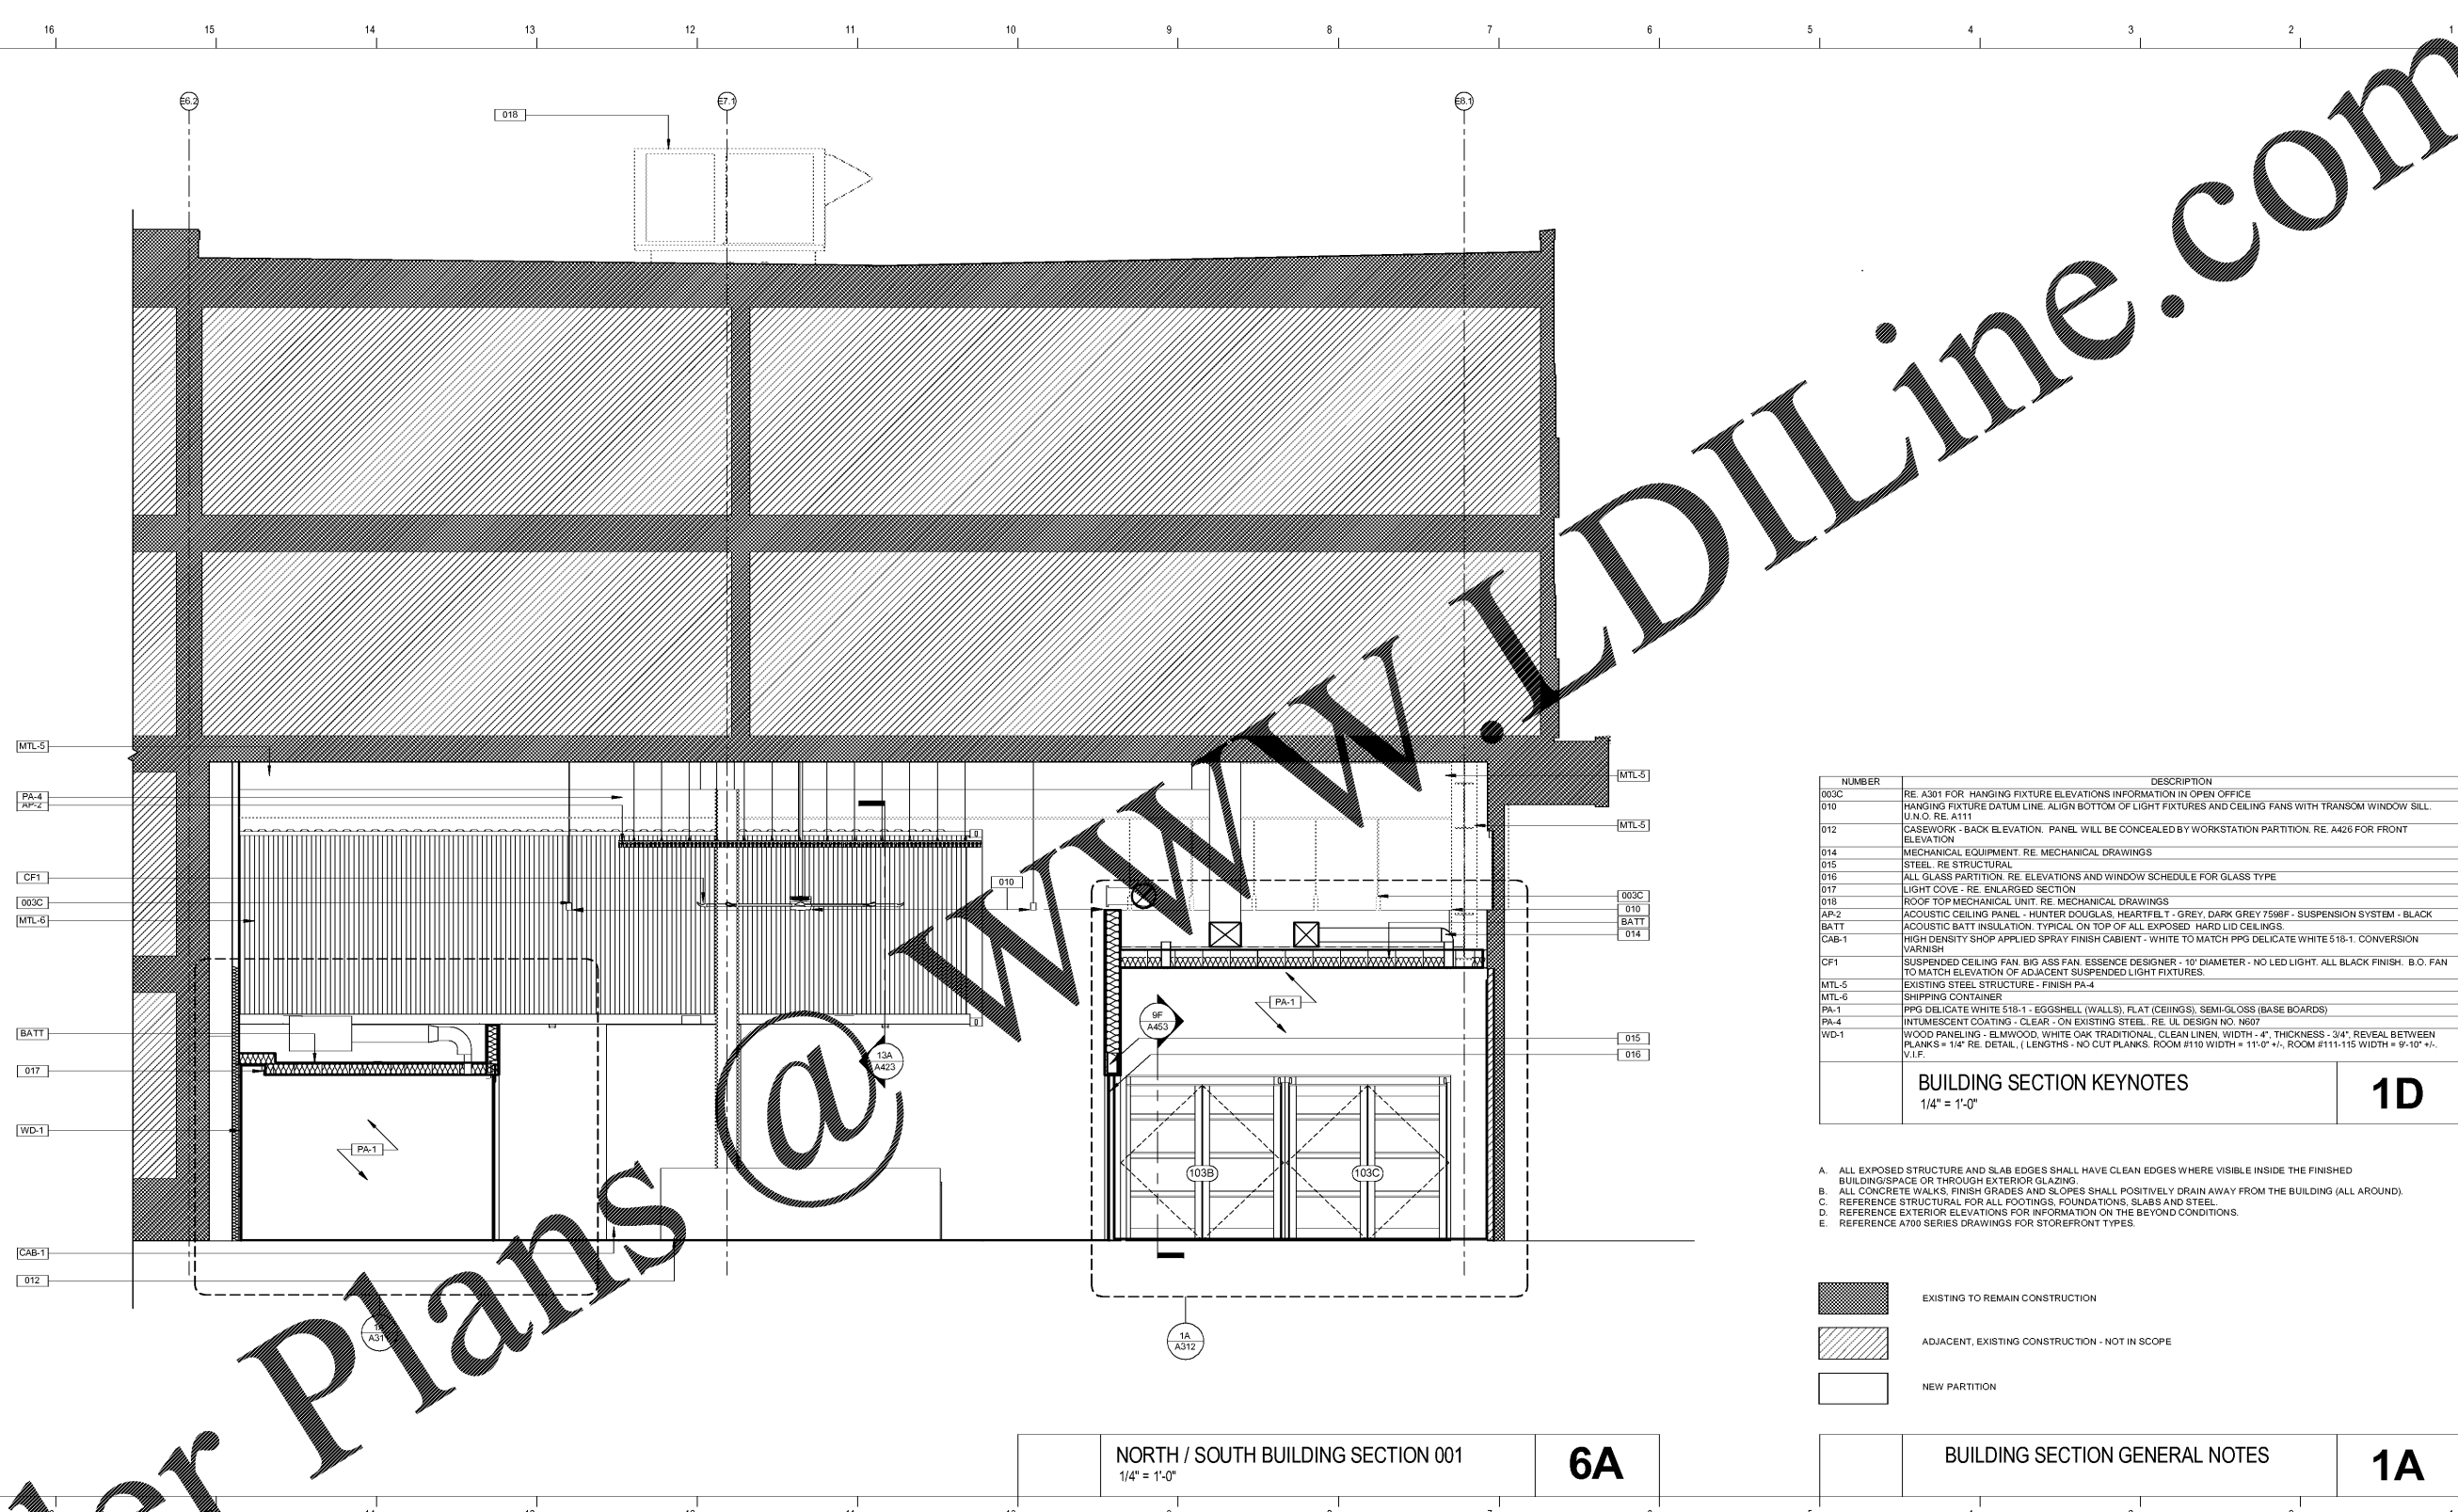 16 15 14 13 12 11 10 9 8 7 6 5 4 3 2 1
E6.2 E7.1 E8.1
018
MTL-5
PA-4
AP-2
CF1
003C
MTL-6
BATT
017
WD-1
CAB-1
012
010
PA-1
PA-1
13A
A423
9F
A453
103B
103C
MTL-5
MTL-5
003C
010
BATT
014
015
016
1A
A312
NUMBER DESCRIPTION
003C RE. A301 FOR HANGING FIXTURE ELEVATIONS INFORMATION IN OPEN OFFICE
010 HANGING FIXTURE DATUM LINE. ALIGN BOTTOM OF LIGHT FIXTURES AND CEILING FANS WITH TRANSOM WINDOW SILL.
U.N.O. RE. A111
012 CASEWORK - BACK ELEVATION. PANEL WILL BE CONCEALED BY WORKSTATION PARTITION. RE. A426 FOR FRONT
ELEVATION
014 MECHANICAL EQUIPMENT. RE. MECHANICAL DRAWINGS
015 STEEL. RE STRUCTURAL
016 ALL GLASS PARTITION. RE. ELEVATIONS AND WINDOW SCHEDULE FOR GLASS TYPE
017 LIGHT COVE - RE. ENLARGED SECTION
018 ROOF TOP MECHANICAL UNIT. RE. MECHANICAL DRAWINGS
AP-2 ACOUSTIC CEILING PANEL - HUNTER DOUGLAS, HEARTFELT - GREY, DARK GREY 7598F - SUSPENSION SYSTEM - BLACK
BATT ACOUSTIC BATT INSULATION. TYPICAL ON TOP OF ALL EXPOSED HARD LID CEILINGS.
CAB-1 HIGH DENSITY SHOP APPLIED SPRAY FINISH CABIENT - WHITE TO MATCH PPG DELICATE WHITE 518-1. CONVERSION
VARNISH
CF1 SUSPENDED CEILING FAN. BIG ASS FAN. ESSENCE DESIGNER - 10' DIAMETER - NO LED LIGHT. ALL BLACK FINISH. B.O. FAN
TO MATCH ELEVATION OF ADJACENT SUSPENDED LIGHT FIXTURES.
MTL-5 EXISTING STEEL STRUCTURE - FINISH PA-4
MTL-6 SHIPPING CONTAINER
PA-1 PPG DELICATE WHITE 518-1 - EGGSHELL (WALLS), FLAT (CEIINGS), SEMI-GLOSS (BASE BOARDS)
PA-4 INTUMESCENT COATING - CLEAR - ON EXISTING STEEL. RE. UL DESIGN NO. N607
WD-1 WOOD PANELING - ELMWOOD, WHITE OAK TRADITIONAL, CLEAN LINEN, WIDTH - 4", THICKNESS - 3/4", REVEAL BETWEEN
PLANKS = 1/4" RE. DETAIL, ( LENGTHS - NO CUT PLANKS. ROOM #110 WIDTH = 11'-0" +/-, ROOM #111-115 WIDTH = 9'-10" +/-.
V.I.F.
BUILDING SECTION KEYNOTES 1D
1/4" = 1'-0"
A. ALL EXPOSED STRUCTURE AND SLAB EDGES SHALL HAVE CLEAN EDGES WHERE VISIBLE INSIDE THE FINISHED
BUILDING/SPACE OR THROUGH EXTERIOR GLAZING.
B. ALL CONCRETE WALKS, FINISH GRADES AND SLOPES SHALL POSITIVELY DRAIN AWAY FROM THE BUILDING (ALL AROUND).
C. REFERENCE STRUCTURAL FOR ALL FOOTINGS, FOUNDATIONS, SLABS AND STEEL.
D. REFERENCE EXTERIOR ELEVATIONS FOR INFORMATION ON THE BEYOND CONDITIONS.
E. REFERENCE A700 SERIES DRAWINGS FOR STOREFRONT TYPES.
EXISTING TO REMAIN CONSTRUCTION
ADJACENT, EXISTING CONSTRUCTION - NOT IN SCOPE
NEW PARTITION
NORTH / SOUTH BUILDING SECTION 001 6A
1/4" = 1'-0"
BUILDING SECTION GENERAL NOTES 1A
Plans @ www.LDILine.com